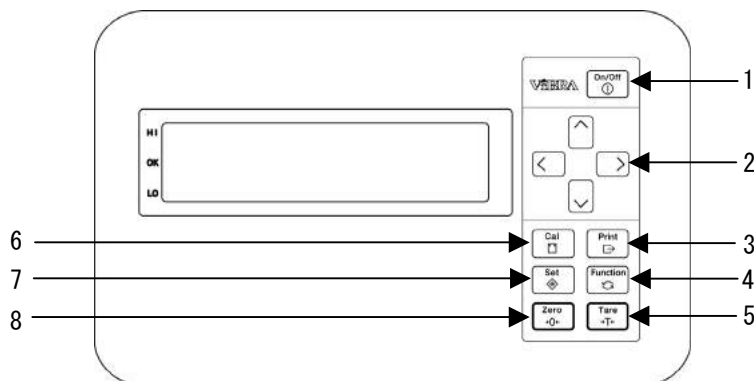 VIBRA
On/Off
1
HI
OK
LO
2
6
Cal
Print
3
7
Set
Function
4
8
Zero
→0←
Tare
→T←
5